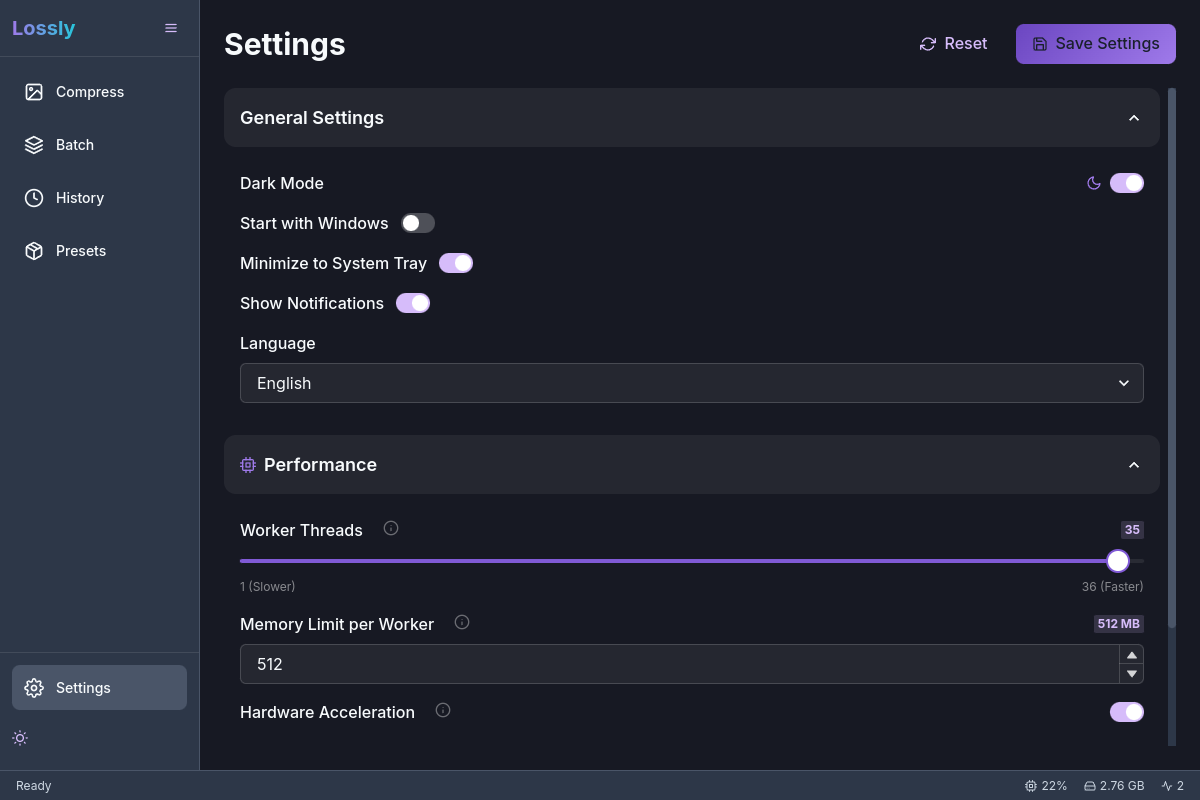 Lossly
Settings
Reset
Save Settings
Compress
Batch
History
Presets
General Settings
Dark Mode
Start with Windows
Minimize to System Tray
Show Notifications
Language
English
Performance
Worker Threads
35
1 (Slower)
36 (Faster)
Memory Limit per Worker
512 MB
512
Hardware Acceleration
Settings
Ready
22%
2.76 GB
2